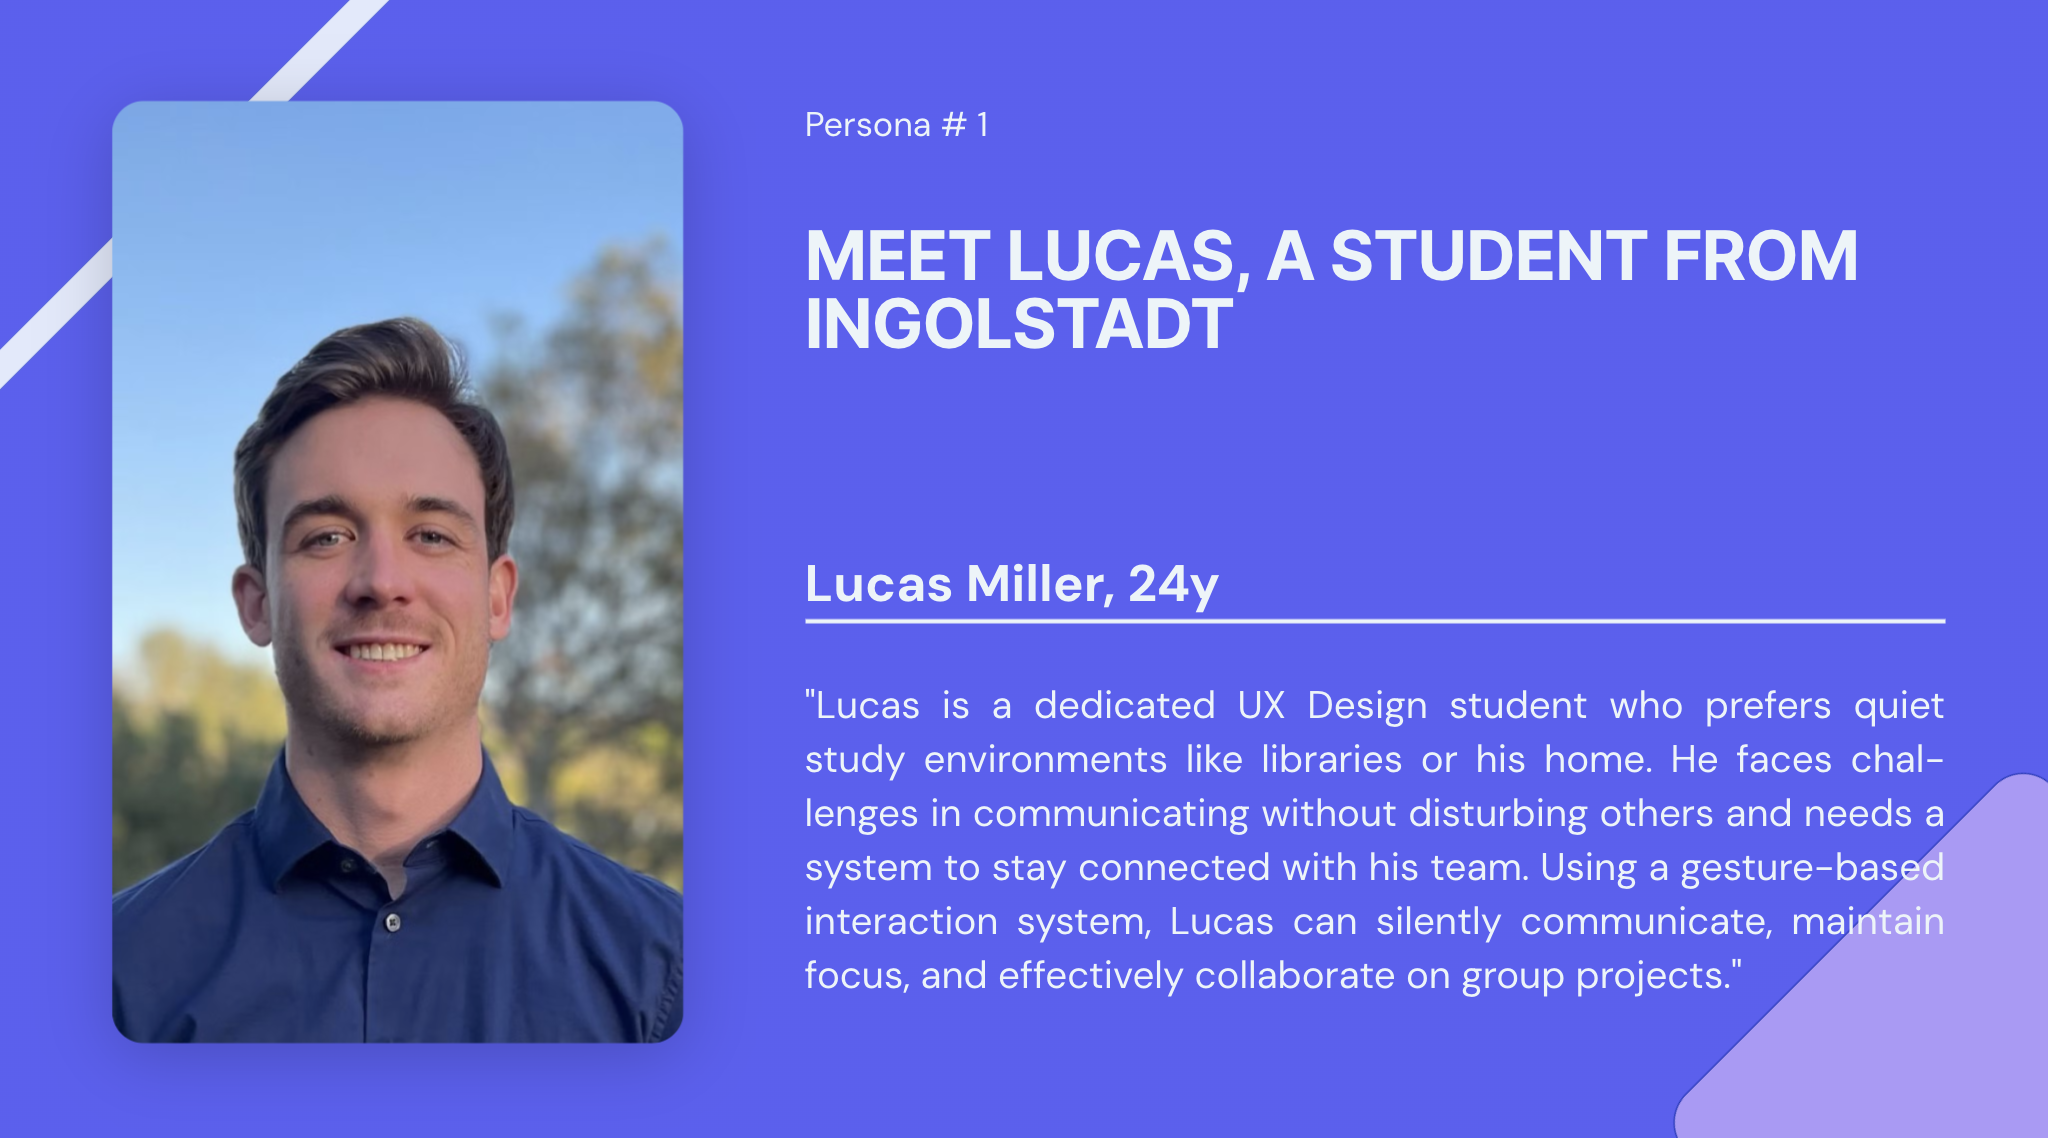 Persona # 1
MEET LUCAS, A STUDENT FROM
INGOLSTADT
Lucas Miller, 24y
"Lucas is a dedicated UX Design student who prefers quiet
study environments like libraries or his home. He faces chal-
lenges in communicating without disturbing others and needs a
system to stay connected with his team. Using a gesture-based
interaction system, Lucas can silently communicate, maintain
focus, and effectively collaborate on group projects."